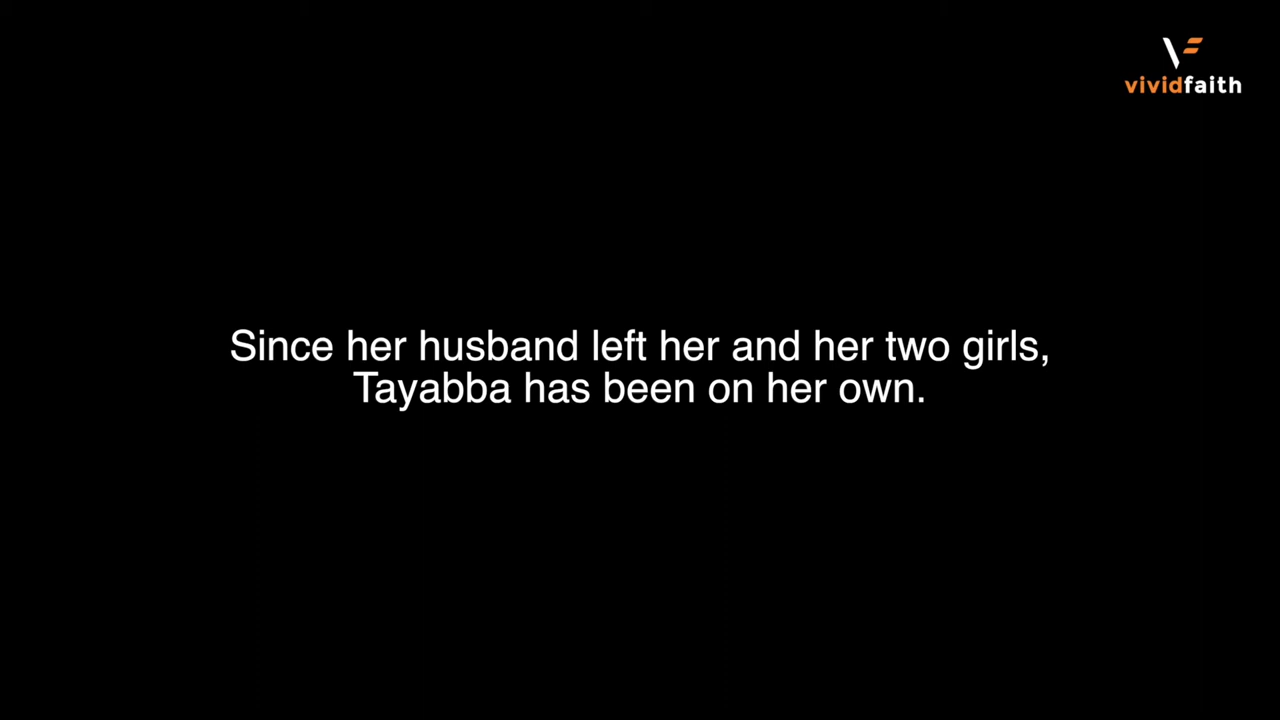 vividfaith
Since her husband left her and her two girls,
Tayabba has been on her own.